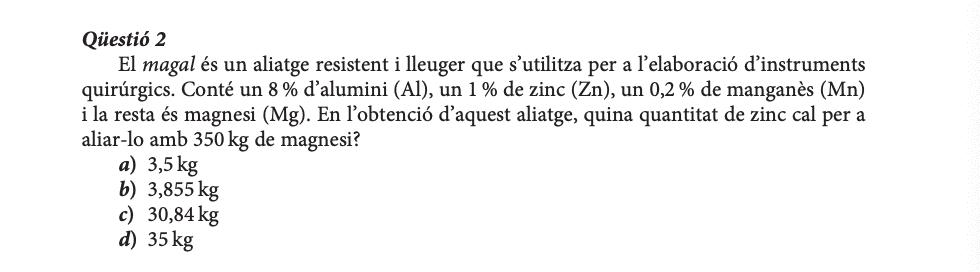 Qüestió 2
El magal és un aliatge resistent i lleuger que s’utilitza per a l’elaboració d’instruments
quirúrgics. Conté un 8 % d’alumini (Al), un 1 % de zinc (Zn), un 0,2 % de manganès (Mn)
i la resta és magnesi (Mg). En l’obtenció d’aquest aliatge, quina quantitat de zinc cal per a
aliar-lo amb 350 kg de magnesi?
a) 3,5 kg
b) 3,855 kg
c) 30,84 kg
d) 35 kg